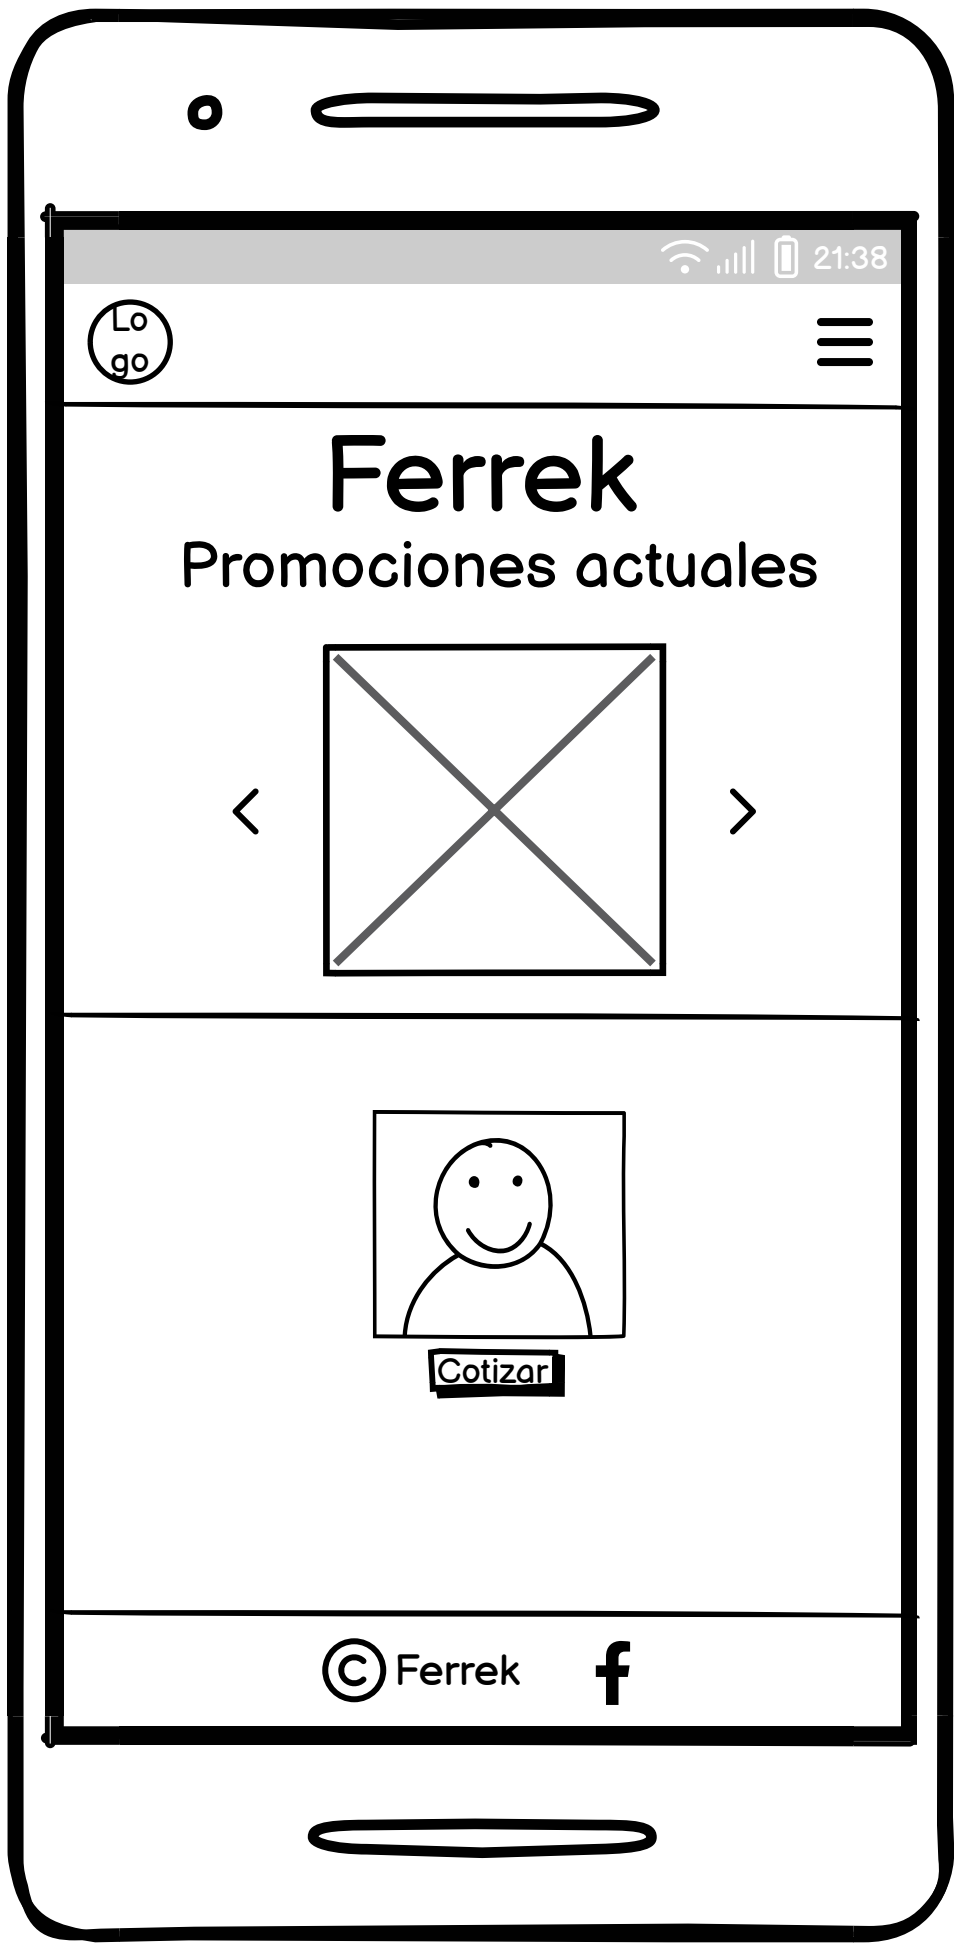 21:38
Lo
go
Ferrek
Promociones actuales
Cotizar
© Ferrek f